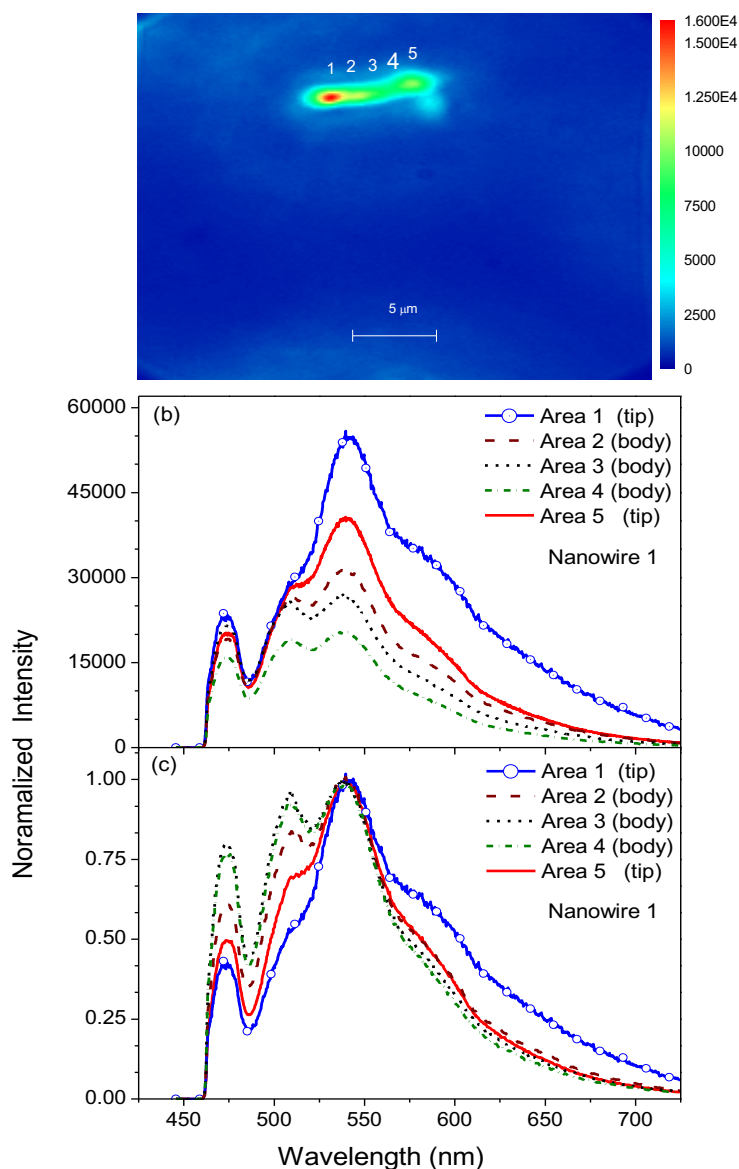 1.600E4
1.500E4
1 2 3 4 5
1.250E4
10000
7500
5000
5 μm
2500
0
60000
(b)
Area 1 (tip)
Area 2 (body)
45000
Area 3 (body)
Area 4 (body)
Area 5 (tip)
30000
Nanowire 1
15000
0
(c)
1.00
Area 1 (tip)
Area 2 (body)
Area 3 (body)
0.75
Area 4 (body)
Area 5 (tip)
0.50
Nanowire 1
0.25
0.00
Noramalized Intensity
450 500 550 600 650 700
Wavelength (nm)